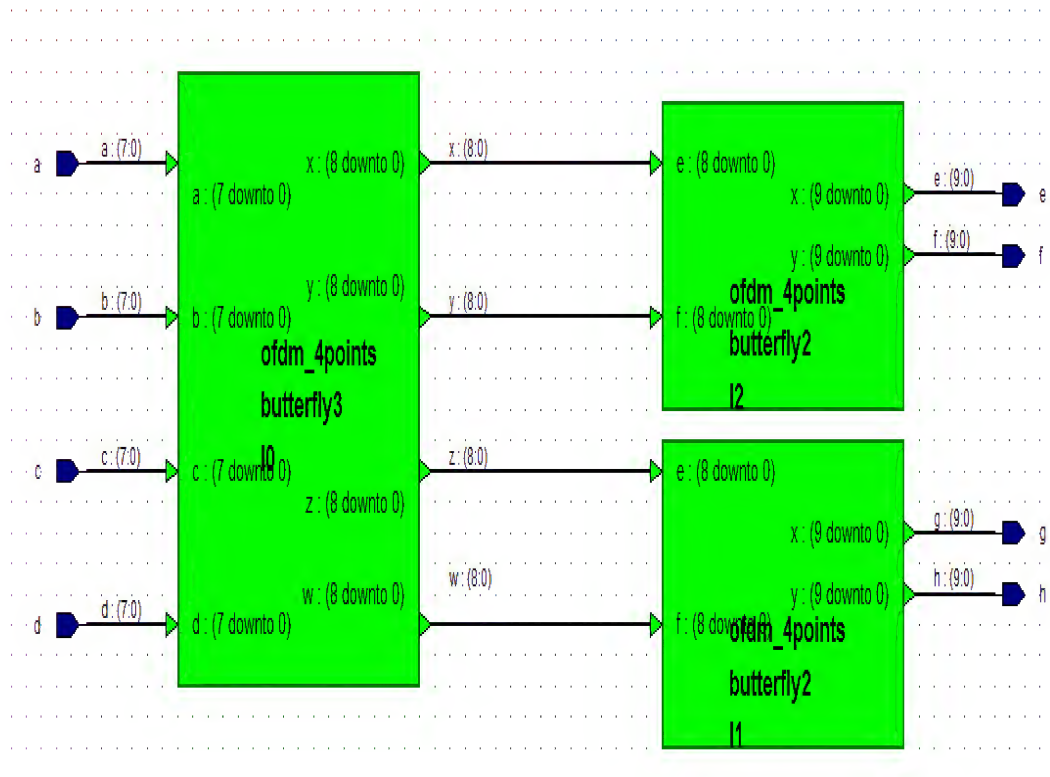 a
a : (7:0)
a : (7 downto 0)
x : (8 downto 0)
x : (8:0)
b
b : (7:0)
b : (7 downto 0)
y : (8 downto 0)
y : (8:0)
ofdm_4points
butterfly3
I0
c
c : (7:0)
c : (7 downto 0)
z : (8 downto 0)
z : (8:0)
d
d : (7:0)
d : (7 downto 0)
w : (8 downto 0)
w : (8:0)
e : (8 downto 0)
x : (9 downto 0)
e : (9:0)
e
y : (9 downto 0)
f : (9:0)
f
f : (8 downto 0)
ofdm_4points
butterfly2
I2
e : (8 downto 0)
x : (9 downto 0)
g : (9:0)
g
y : (9 downto 0)
h : (9:0)
h
f : (8 downto 0)
ofdm_4points
butterfly2
I1